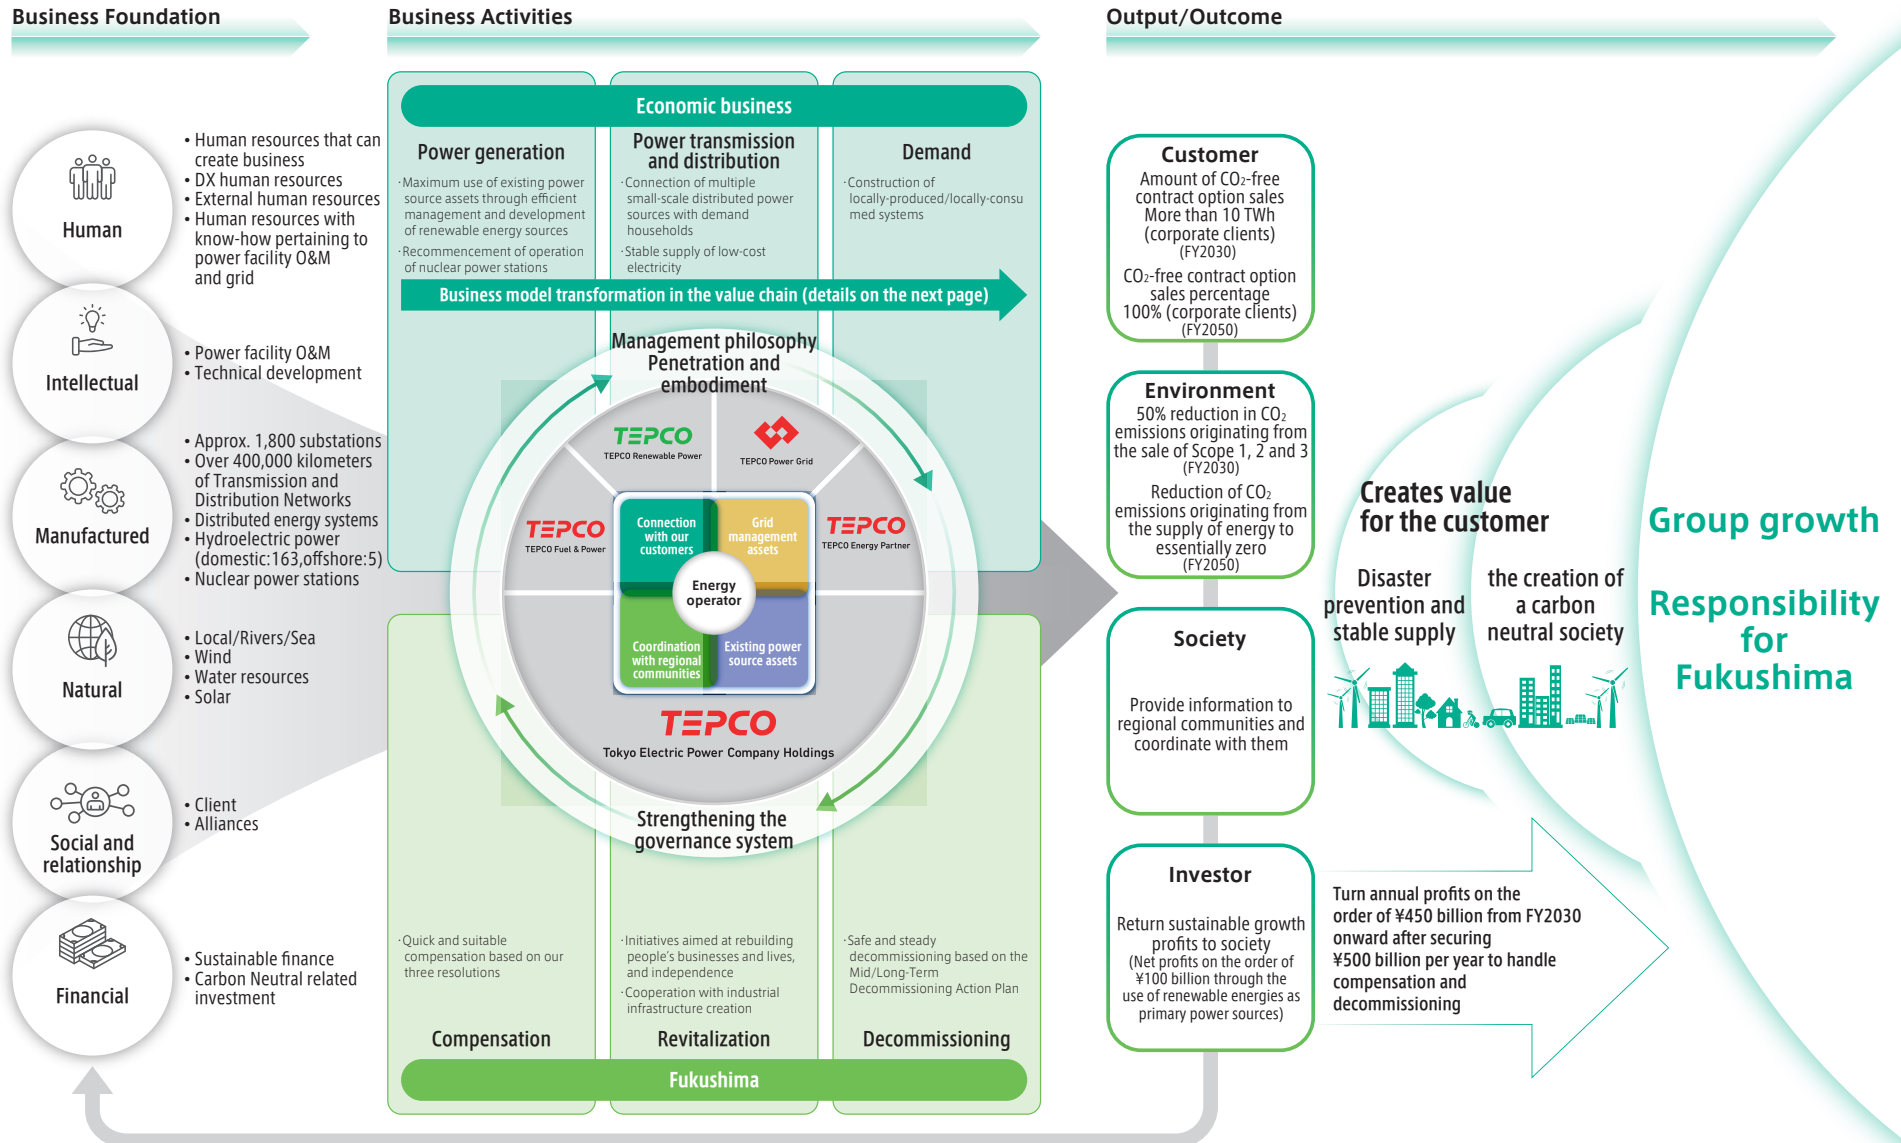 Business Foundation
Business Activities
Output/Outcome
Human
• Human resources that can
create business
• DX human resources
• External human resources
• Human resources with
know-how pertaining to
power facility O&M
and grid
Intellectual
• Power facility O&M
• Technical development
Manufactured
• Approx. 1,800 substations
• Over 400,000 kilometers
of Transmission and
Distribution Networks
• Distributed energy systems
• Hydroelectric power
(domestic:163,offshore:5)
• Nuclear power stations
Natural
• Local/Rivers/Sea
• Wind
• Water resources
• Solar
Social and
relationship
• Client
• Alliances
Financial
• Sustainable finance
• Carbon Neutral related
investment
Economic business
Power generation
·Maximum use of existing power
source assets through efficient
management and development
of renewable energy sources
·Recommencement of operation
of nuclear power stations
Power transmission
and distribution
·Connection of multiple
small-scale distributed power
sources with demand
households
·Stable supply of low-cost
electricity
Demand
·Construction of
locally-produced/locally-consu
med systems
Business model transformation in the value chain (details on the next page)
Management philosophy
Penetration and
embodiment
TEPCO
TEPCO Renewable Power
TEPCO Power Grid
TEPCO
TEPCO Fuel & Power
TEPCO
TEPCO Energy Partner
Connection
with our
customers
Grid
management
assets
Energy
operator
Coordination
with regional
communities
Existing power
source assets
TEPCO
Tokyo Electric Power Company Holdings
Strengthening the
governance system
·Quick and suitable
compensation based on our
three resolutions
Compensation
·Initiatives aimed at rebuilding
people's businesses and lives,
and independence
·Cooperation with industrial
infrastructure creation
Revitalization
·Safe and steady
decommissioning based on the
Mid/Long-Term
Decommissioning Action Plan
Decommissioning
Fukushima
Customer
Amount of CO2-free
contract option sales
More than 10 TWh
(corporate clients)
(FY2030)
CO2-free contract option
sales percentage
100% (corporate clients)
(FY2050)
Environment
50% reduction in CO2
emissions originating from
the sale of Scope 1, 2 and 3
(FY2030)
Reduction of CO2
emissions originating from
the supply of energy to
essentially zero
(FY2050)
Society
Provide information to
regional communities and
coordinate with them
Investor
Return sustainable growth
profits to society
(Net profits on the order of
¥100 billion through the
use of renewable energies as
primary power sources)
Creates value
for the customer
Disaster
prevention and
stable supply
the creation of
a carbon
neutral society
Turn annual profits on the
order of ¥450 billion from FY2030
onward after securing
¥500 billion per year to handle
compensation and
decommissioning
Group growth
Responsibility
for
Fukushima